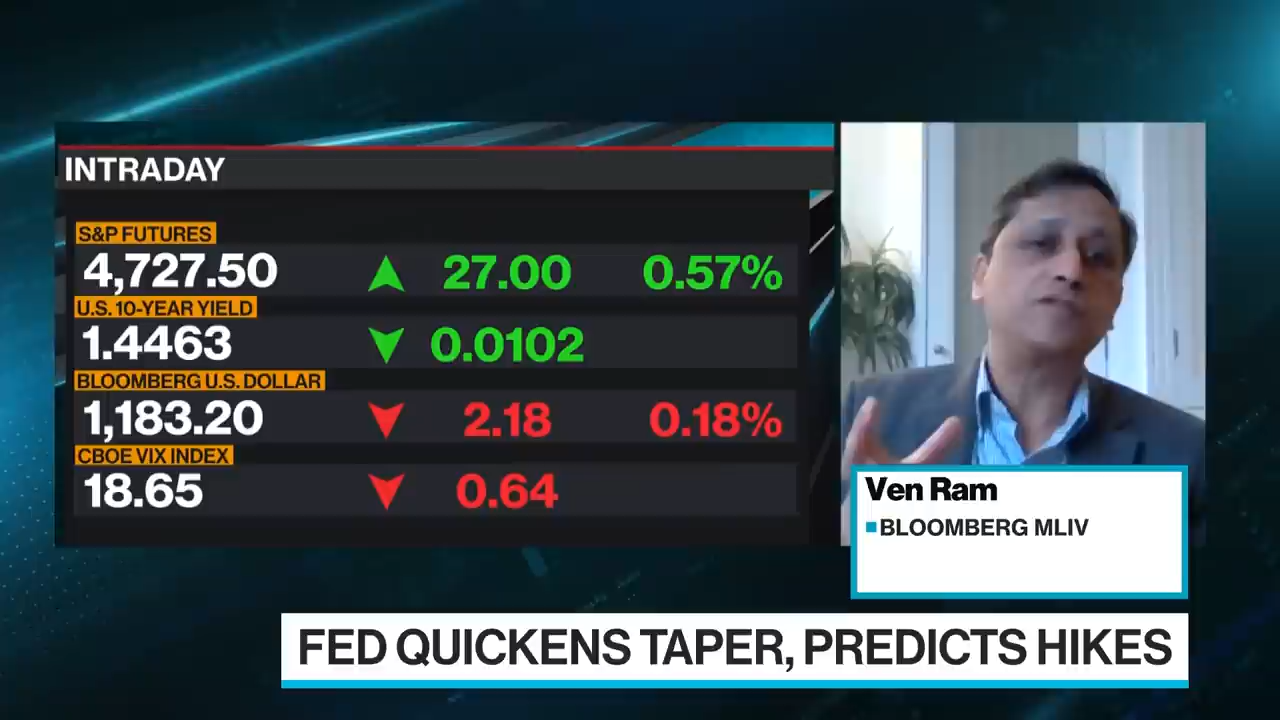 INTRADAY
S&P FUTURES
4,727.50 ▲ 27.00 0.57%
U.S. 10-YEAR YIELD
1.4463 ▼ 0.0102
BLOOMBERG U.S. DOLLAR
1,183.20 ▼ 2.18 0.18%
CBOE VIX INDEX
18.65 ▼ 0.64
Ven Ram
BLOOMBERG MLIV
FED QUICKENS TAPER, PREDICTS HIKES